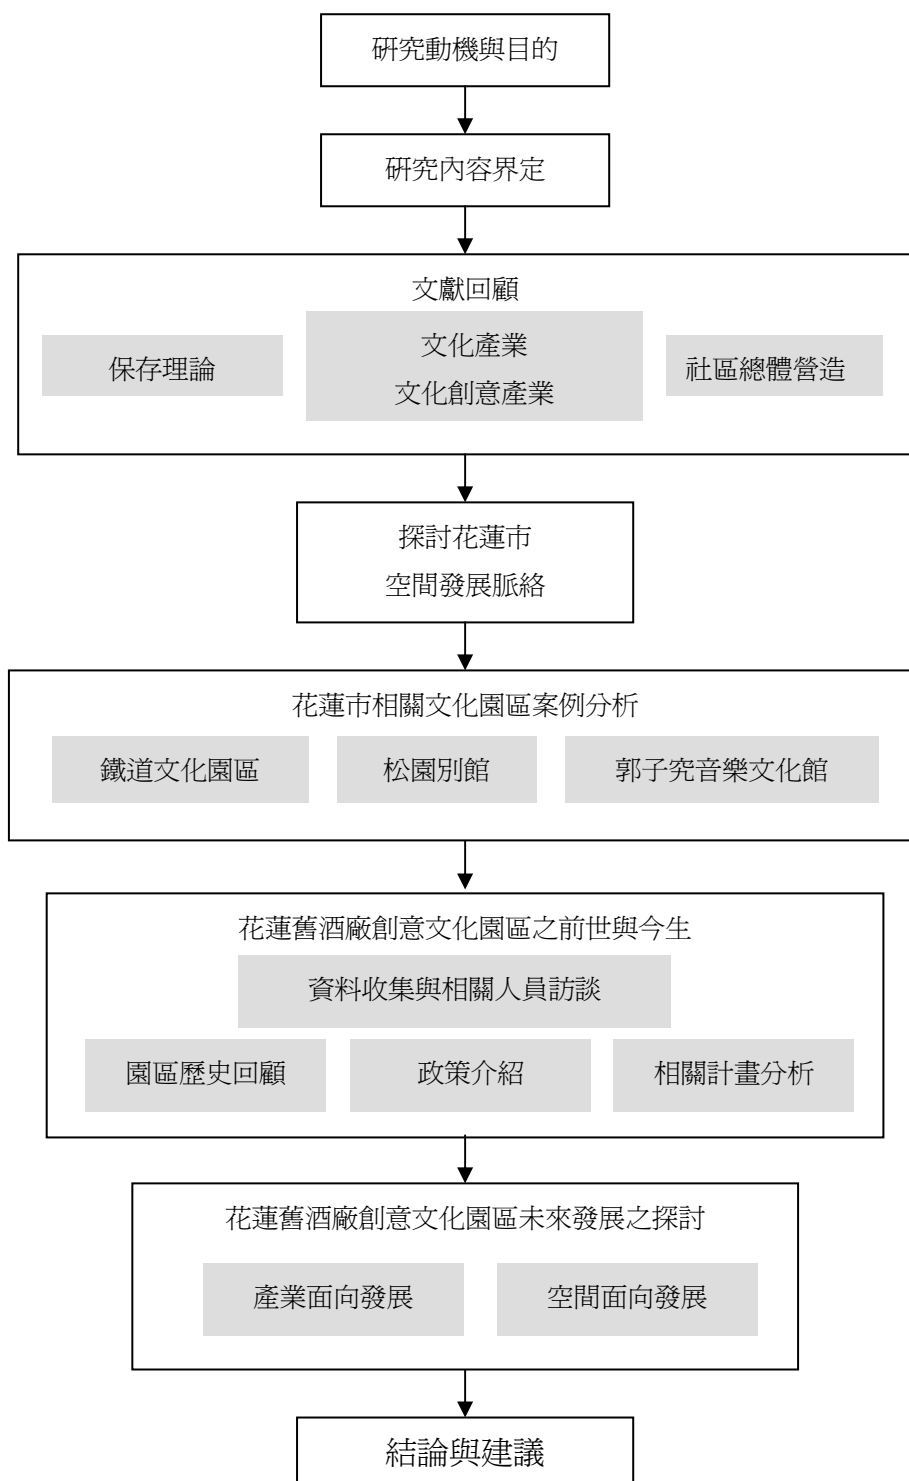 研究動機與目的
研究內容界定
文獻回顧
保存理論
文化產業
文化創意產業
社區總體營造
探討花蓮市
空間發展脈絡
花蓮市相關文化園區案例分析
鐵道文化園區
松園別館
郭子究音樂文化館
花蓮舊酒廠創意文化園區之前世與今生
資料收集與相關人員訪談
園區歷史回顧
政策介紹
相關計畫分析
花蓮舊酒廠創意文化園區未來發展之探討
產業面向發展
空間面向發展
結論與建議